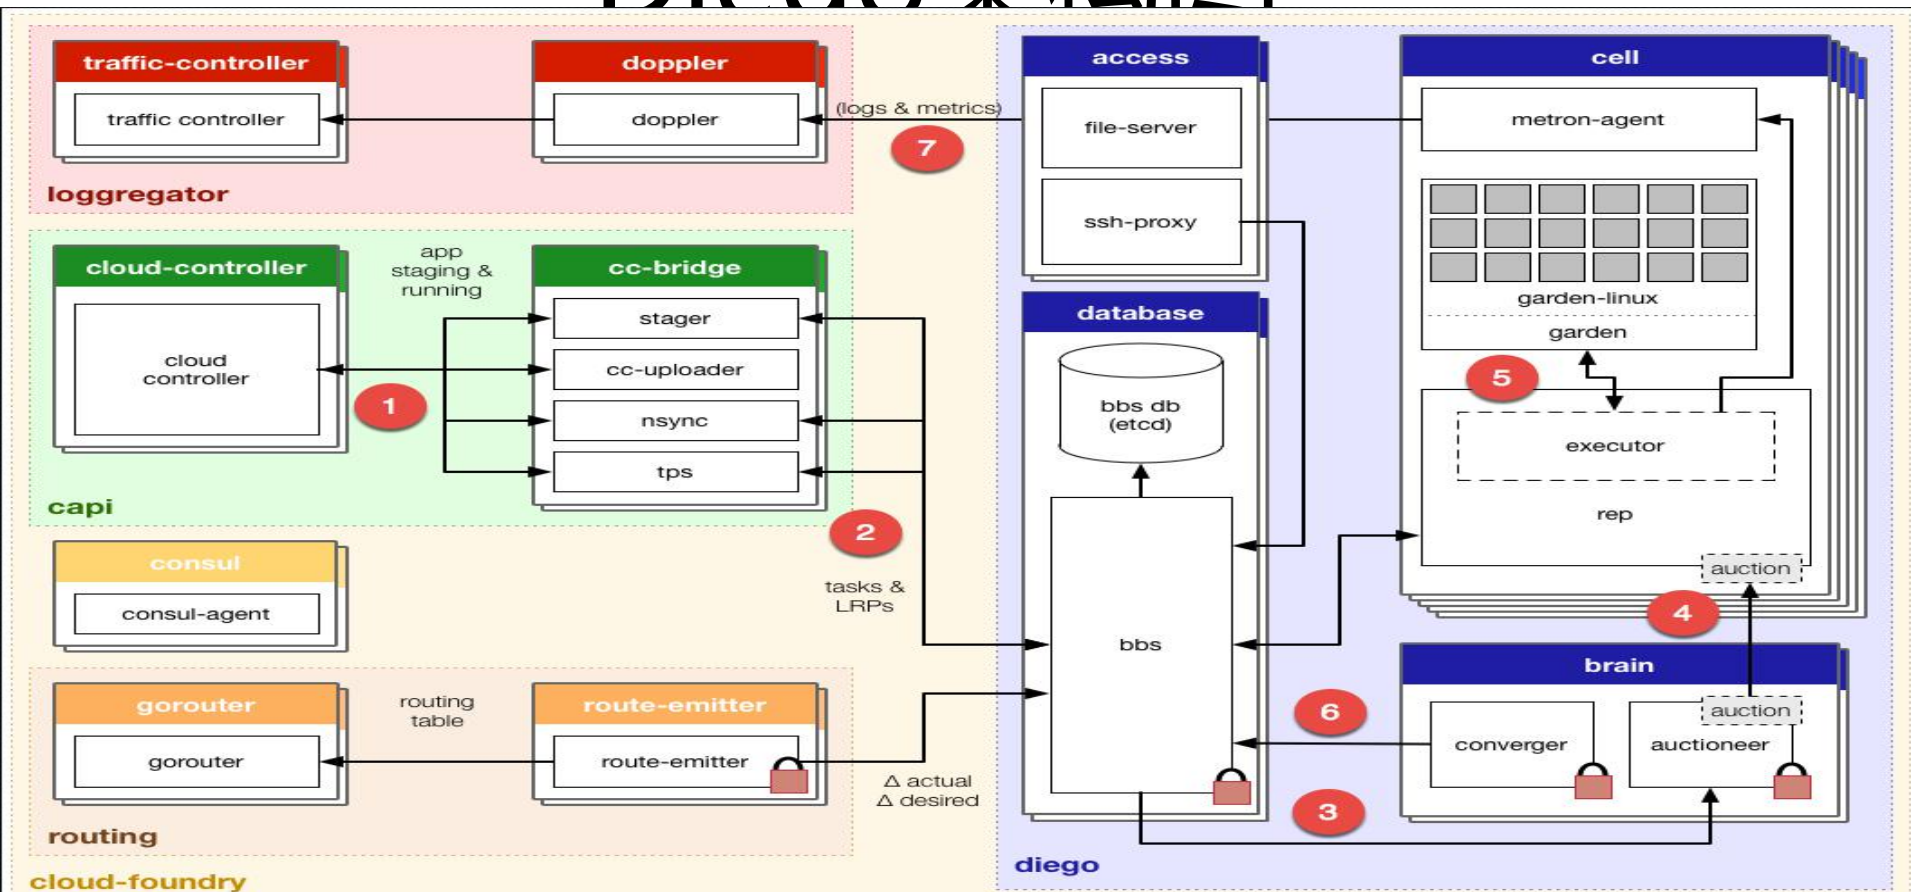 traffic-controller
traffic controller
doppler
doppler
(logs & metrics)
7
loggregator
cloud-controller
cloud
controller
app
staging &
running
1
cc-bridge
stager
cc-uploader
nsync
tps
capi
2
tasks &
LRPs
consul
consul-agent
gorouter
gorouter
routing
table
route-emitter
route-emitter
Δ actual
Δ desired
routing
cloud-foundry
access
file-server
ssh-proxy
database
bbs db
(etcd)
bbs
cell
metron-agent
garden-linux
garden
5
executor
rep
auction
4
brain
auction
converger
auctioneer
6
3
diego